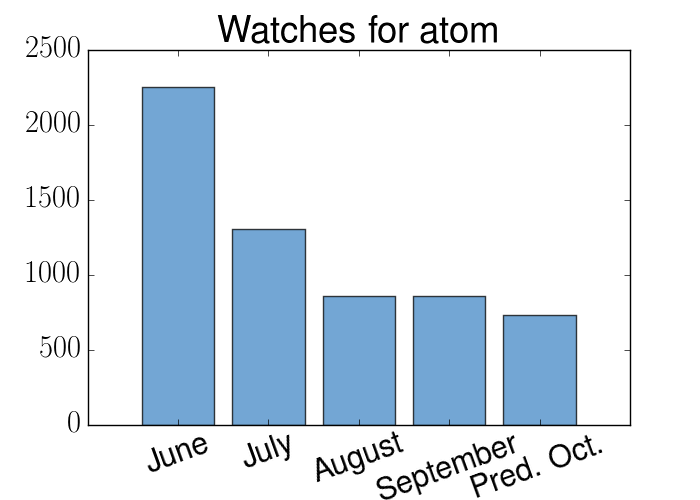 Watches for atom
2500
2000
1500
1000
500
0
June
July
August
September
Pred. Oct.